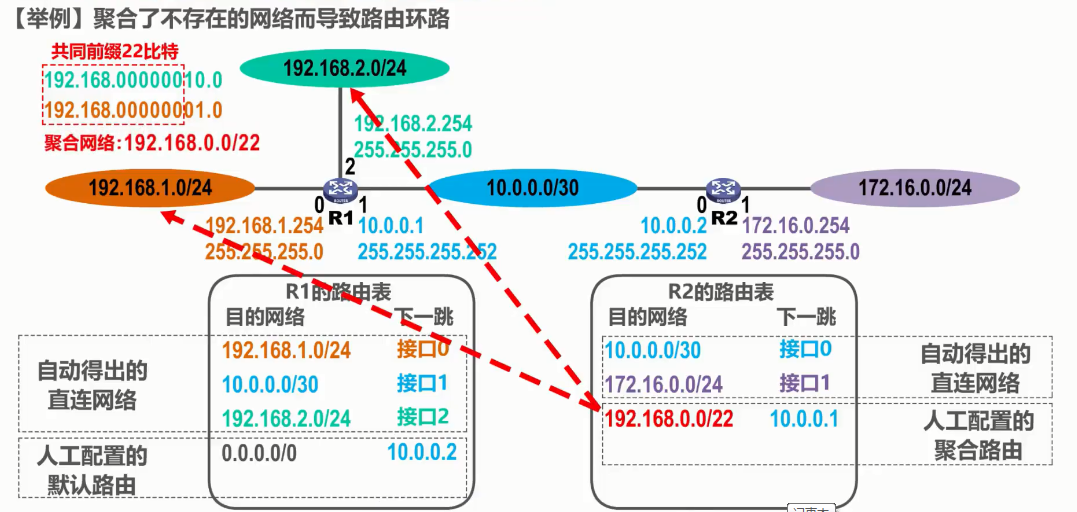 【举例】聚合了不存在的网络而导致路由环路
共同前缀22比特
192.168.00000010.0
192.168.00000001.0
聚合网络:192.168.0.0/22
192.168.2.0/24
192.168.2.254
255.255.255.0
2
192.168.1.0/24
10.0.0.0/30
172.16.0.0/24
ROUTER
ROUTER
0 R1 1
0 R2 1
192.168.1.254
255.255.255.0
10.0.0.1
255.255.255.252
10.0.0.2
255.255.255.252
172.16.0.254
255.255.255.0
R1的路由表
目的网络 下一跳
192.168.1.0/24 接口0
10.0.0.0/30 接口1
192.168.2.0/24 接口2
0.0.0.0/0 10.0.0.2
自动得出的
直连网络
人工配置的
默认路由
R2的路由表
目的网络 下一跳
10.0.0.0/30 接口0
172.16.0.0/24 接口1
192.168.0.0/22 10.0.0.1
自动得出的
直连网络
人工配置的
聚合路由